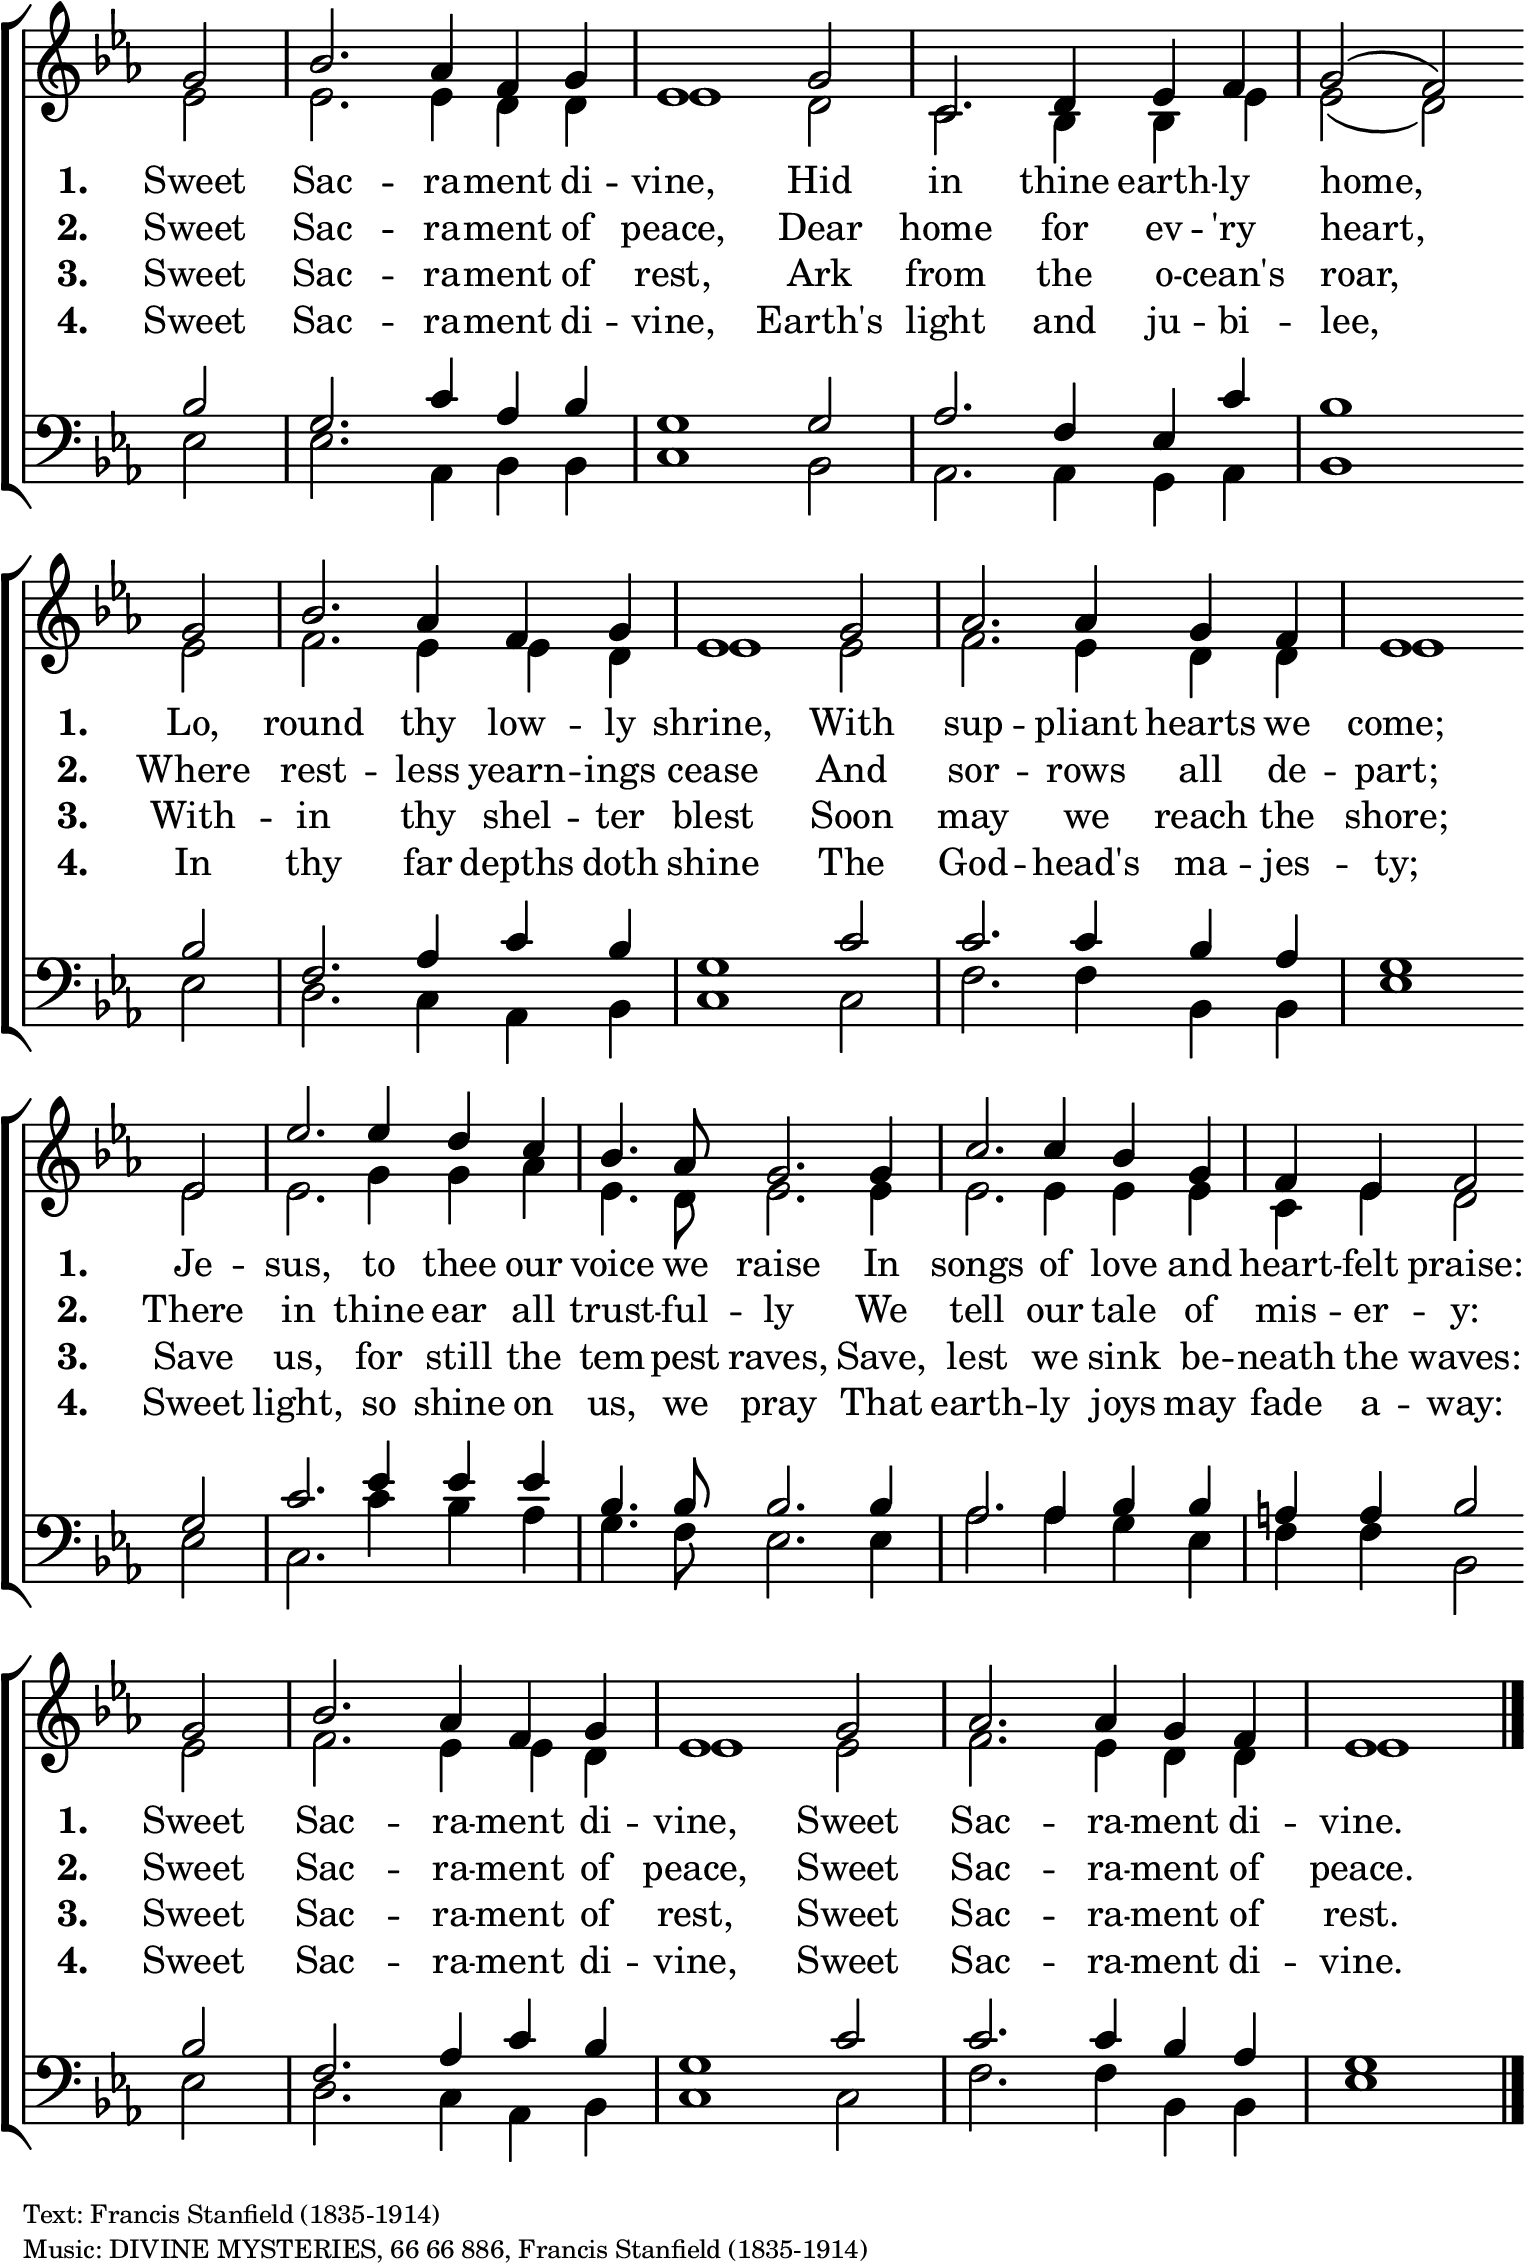 1. Sweet Sac -- ra -- ment di -- vine, Hid in thine earth -- ly home,
2. Sweet Sac -- ra -- ment of peace, Dear home for ev -- 'ry heart,
3. Sweet Sac -- ra -- ment of rest, Ark from the o -- cean's roar,
4. Sweet Sac -- ra -- ment di -- vine, Earth's light and ju -- bi -- lee,
1. Lo, round thy low -- ly shrine, With sup -- pliant hearts we come;
2. Where rest -- less yearn -- ings cease And sor -- rows all de -- part;
3. With -- in thy shel -- ter blest Soon may we reach the shore;
4. In thy far depths doth shine The God -- head's ma -- jes -- ty;
1. Je -- sus, to thee our voice we raise In songs of love and heart -- felt praise:
2. There in thine ear all trust -- ful -- ly We tell our tale of mis -- er -- y:
3. Save us, for still the tem pest raves, Save, lest we sink be -- neath the waves:
4. Sweet light, so shine on us, we pray That earth -- ly joys may fade a -- way:
1. Sweet Sac -- ra -- ment di -- vine, Sweet Sac -- ra -- ment di -- vine.
2. Sweet Sac -- ra -- ment of peace, Sweet Sac -- ra -- ment of peace.
3. Sweet Sac -- ra -- ment of rest, Sweet Sac -- ra -- ment of rest.
4. Sweet Sac -- ra -- ment di -- vine, Sweet Sac -- ra -- ment di -- vine.
Text: Francis Stanfield (1835-1914)
Music: DIVINE MYSTERIES, 66 66 886, Francis Stanfield (1835-1914)